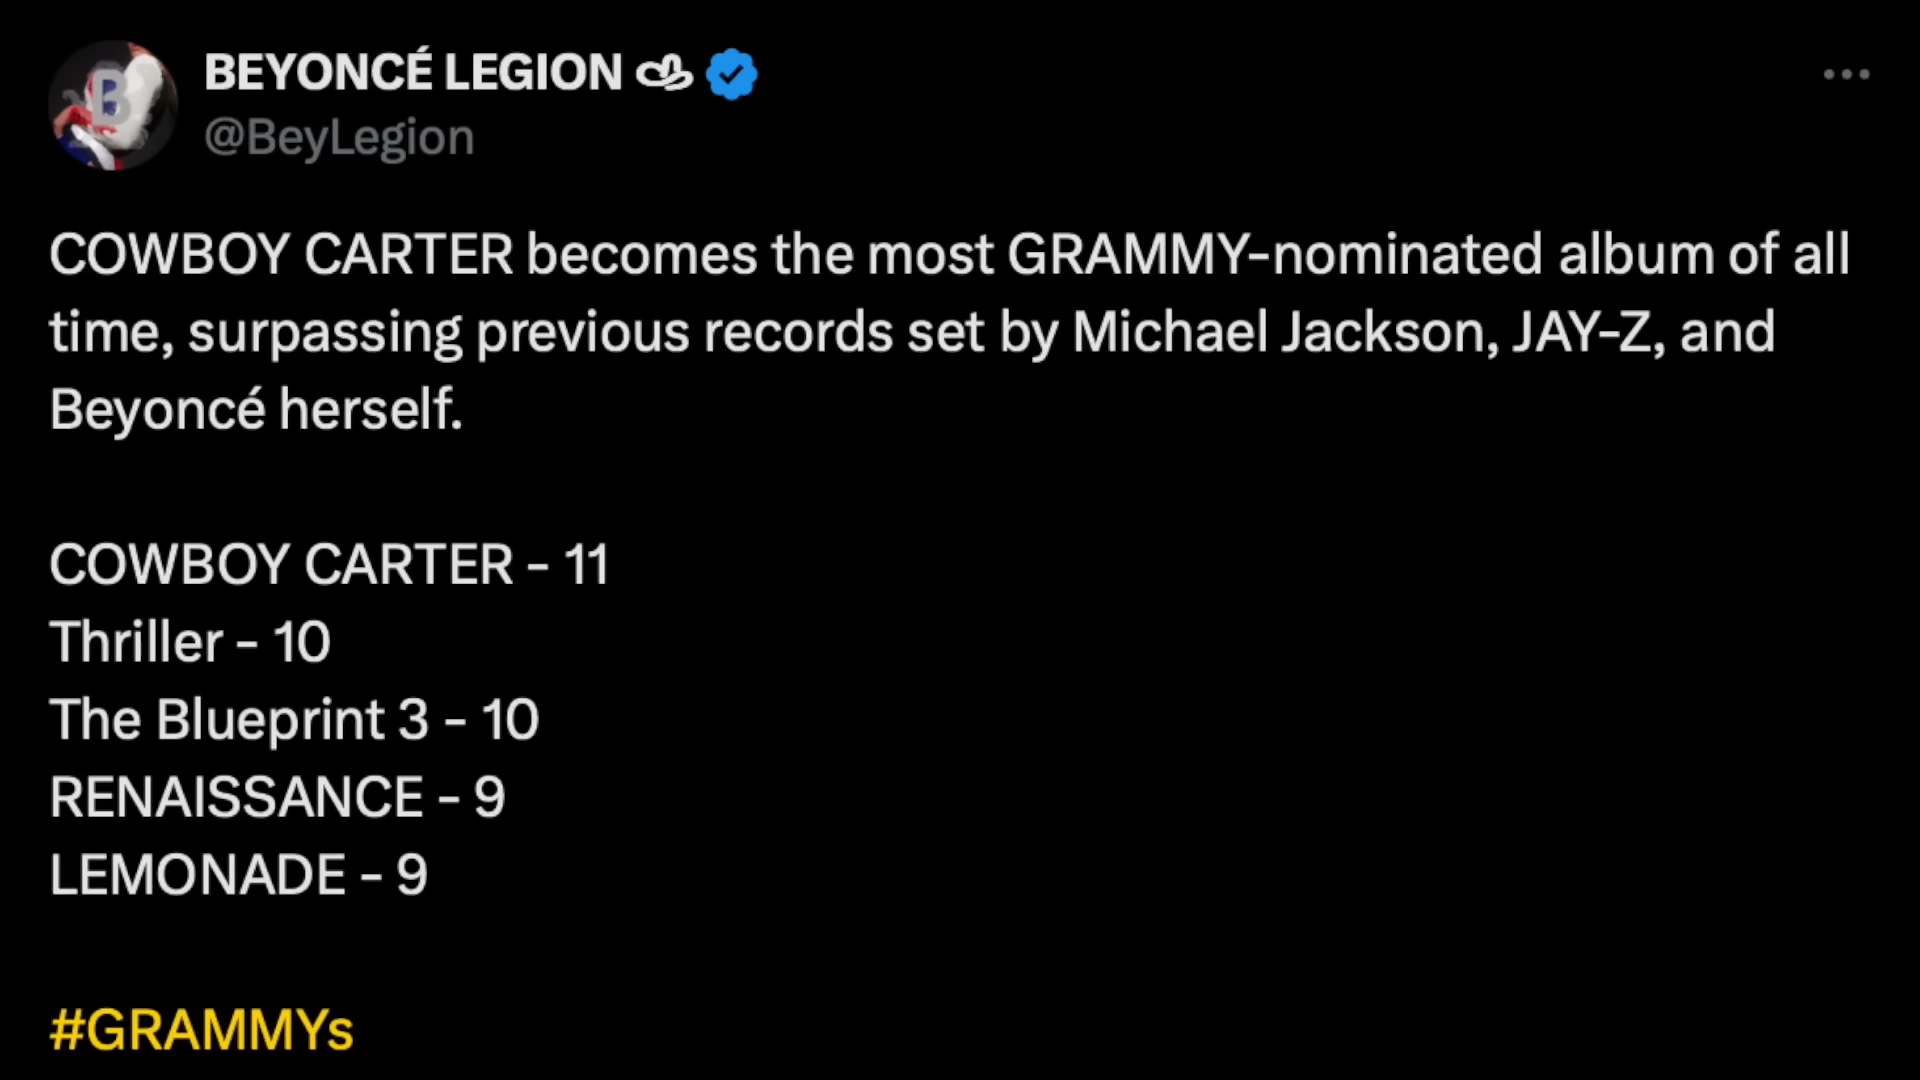 BEYONCÉ LEGION
@BeyLegion
COWBOY CARTER becomes the most GRAMMY-nominated album of all
time, surpassing previous records set by Michael Jackson, JAY-Z, and
Beyoncé herself.
COWBOY CARTER - 11
Thriller - 10
The Blueprint 3 - 10
RENAISSANCE - 9
LEMONADE - 9
#GRAMMYs